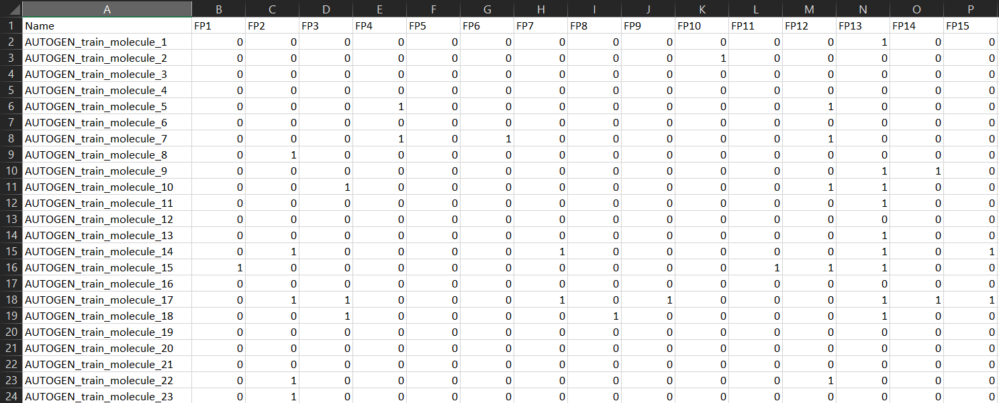 A B C D E F G H I J K L M N O P
1 Name FP1 FP2 FP3 FP4 FP5 FP6 FP7 FP8 FP9 FP10 FP11 FP12 FP13 FP14 FP15
2 AUTOGEN_train_molecule_1 0 0 0 0 0 0 0 0 0 0 0 0 1 0 0
3 AUTOGEN_train_molecule_2 0 0 0 0 0 0 0 0 0 1 0 0 0 0 0
4 AUTOGEN_train_molecule_3 0 0 0 0 0 0 0 0 0 0 0 0 0 0 0
5 AUTOGEN_train_molecule_4 0 0 0 0 0 0 0 0 0 0 0 0 0 0 0
6 AUTOGEN_train_molecule_5 0 0 0 1 0 0 0 0 0 0 0 1 0 0 0
7 AUTOGEN_train_molecule_6 0 0 0 0 0 0 0 0 0 0 0 0 0 0 0
8 AUTOGEN_train_molecule_7 0 0 0 1 0 1 0 0 0 0 0 1 0 0 0
9 AUTOGEN_train_molecule_8 0 1 0 0 0 0 0 0 0 0 0 0 0 0 0
10 AUTOGEN_train_molecule_9 0 0 0 0 0 0 0 0 0 0 0 0 1 1 0
11 AUTOGEN_train_molecule_10 0 0 1 0 0 0 0 0 0 0 0 1 1 0 0
12 AUTOGEN_train_molecule_11 0 0 0 0 0 0 0 0 0 0 0 0 1 0 0
13 AUTOGEN_train_molecule_12 0 0 0 0 0 0 0 0 0 0 0 0 0 0 0
14 AUTOGEN_train_molecule_13 0 0 0 0 0 0 0 0 0 0 0 0 1 0 0
15 AUTOGEN_train_molecule_14 0 1 0 0 0 0 1 0 0 0 0 0 1 0 1
16 AUTOGEN_train_molecule_15 1 0 0 0 0 0 0 0 0 0 1 1 1 0 0
17 AUTOGEN_train_molecule_16 0 0 0 0 0 0 0 0 0 0 0 0 0 0 0
18 AUTOGEN_train_molecule_17 0 1 1 0 0 0 1 0 1 0 0 0 1 1 1
19 AUTOGEN_train_molecule_18 0 0 1 0 0 0 0 1 0 0 0 0 1 0 0
20 AUTOGEN_train_molecule_19 0 0 0 0 0 0 0 0 0 0 0 0 0 0 0
21 AUTOGEN_train_molecule_20 0 0 0 0 0 0 0 0 0 0 0 0 0 0 0
22 AUTOGEN_train_molecule_21 0 0 0 0 0 0 0 0 0 0 0 0 0 0 0
23 AUTOGEN_train_molecule_22 0 1 0 0 0 0 0 0 0 0 0 1 0 0 0
24 AUTOGEN_train_molecule_23 0 1 0 0 0 0 0 0 0 0 0 0 0 0 0